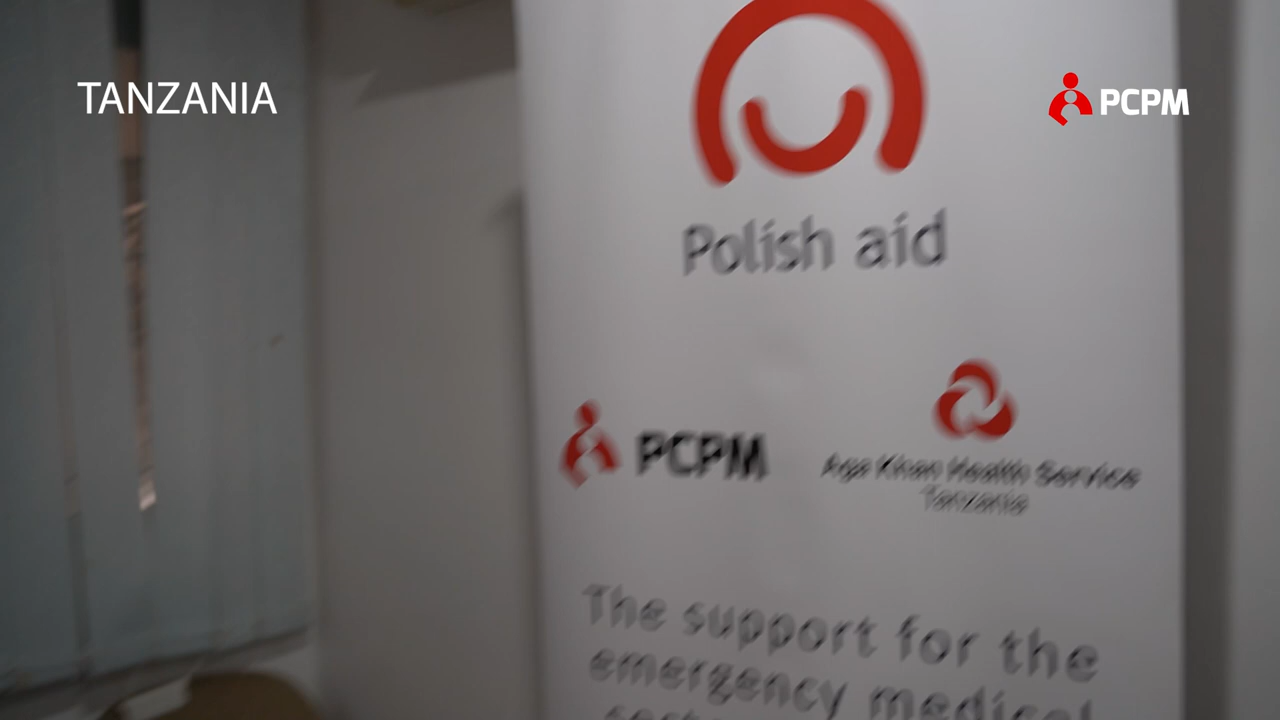 TANZANIA
PCPM
Polish aid
PCPM
Aga Khan Health Service
Tanzania
The support for the
emergency medical